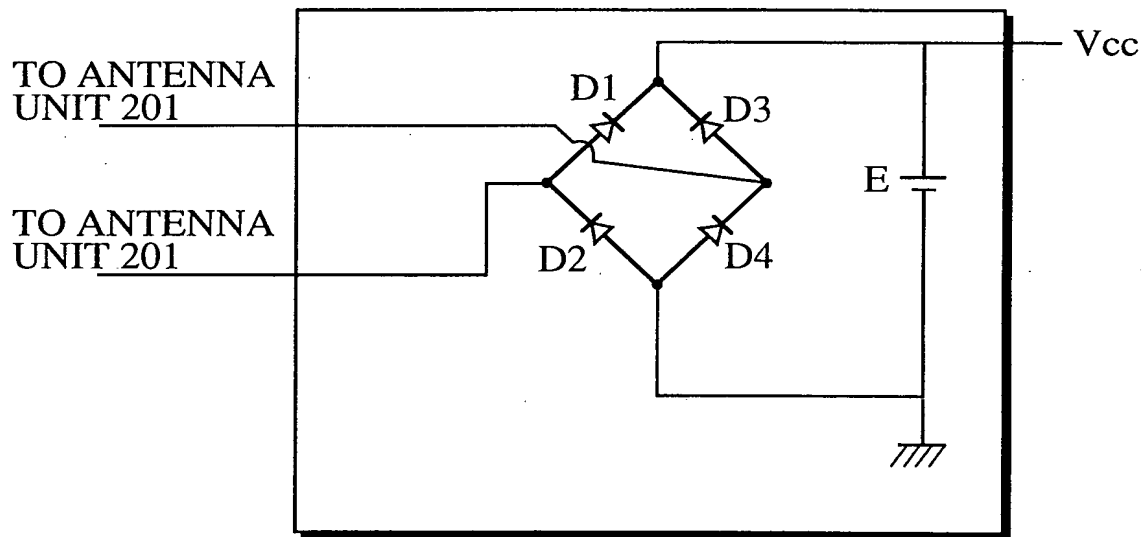 Vcc
TO ANTENNA
UNIT 201
D1
D3
E
TO ANTENNA
UNIT 201
D2
D4